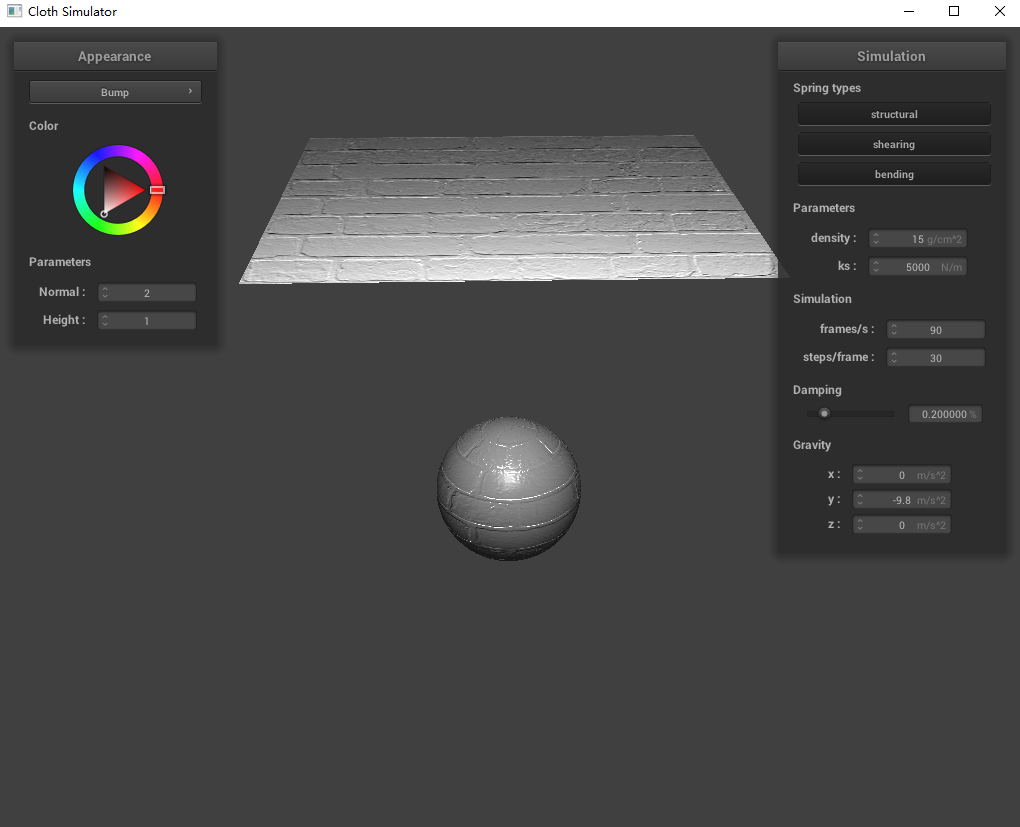 Cloth Simulator
Appearance
Bump
Color
Parameters
Normal : 2
Height : 1
Simulation
Spring types
structural
shearing
bending
Parameters
density : 15 g/cm^2
ks : 5000 N/m
Simulation
frames/s : 90
steps/frame : 30
Damping
0.200000 %
Gravity
x : 0 m/s^2
y : -9.8 m/s^2
z : 0 m/s^2